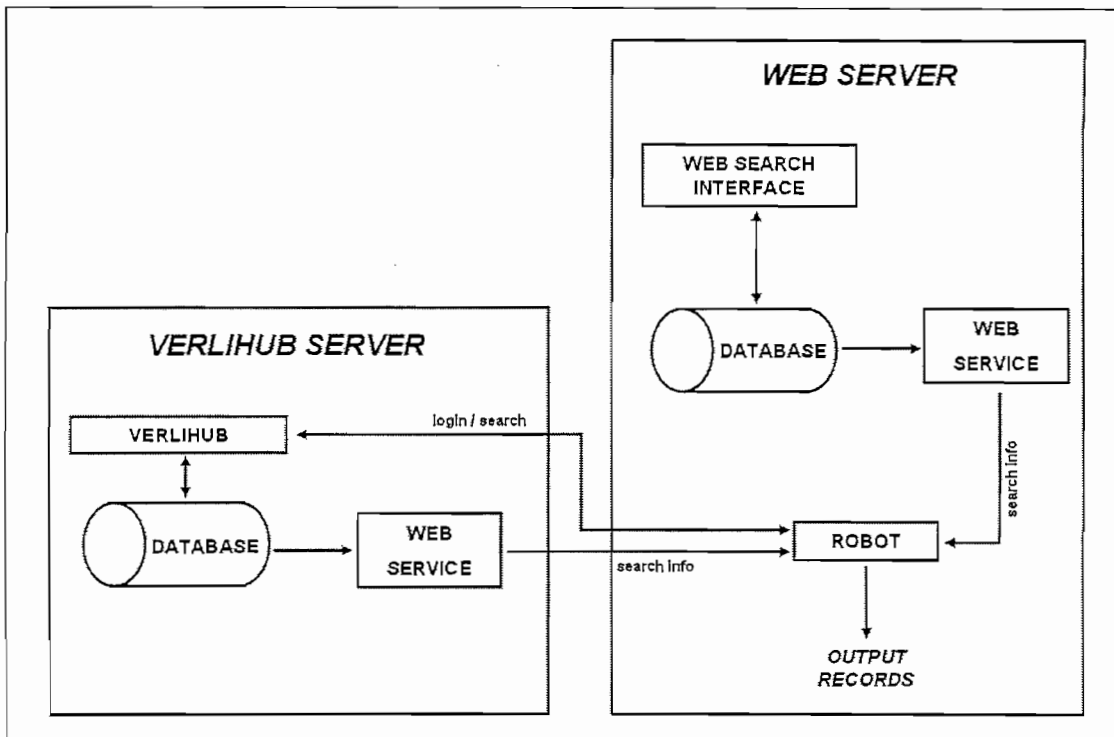 WEB SERVER
WEB SEARCH
INTERFACE
DATABASE
WEB
SERVICE
search info
ROBOT
OUTPUT
RECORDS
VERLIHUB SERVER
VERLIHUB
login / search
DATABASE
WEB
SERVICE
search info